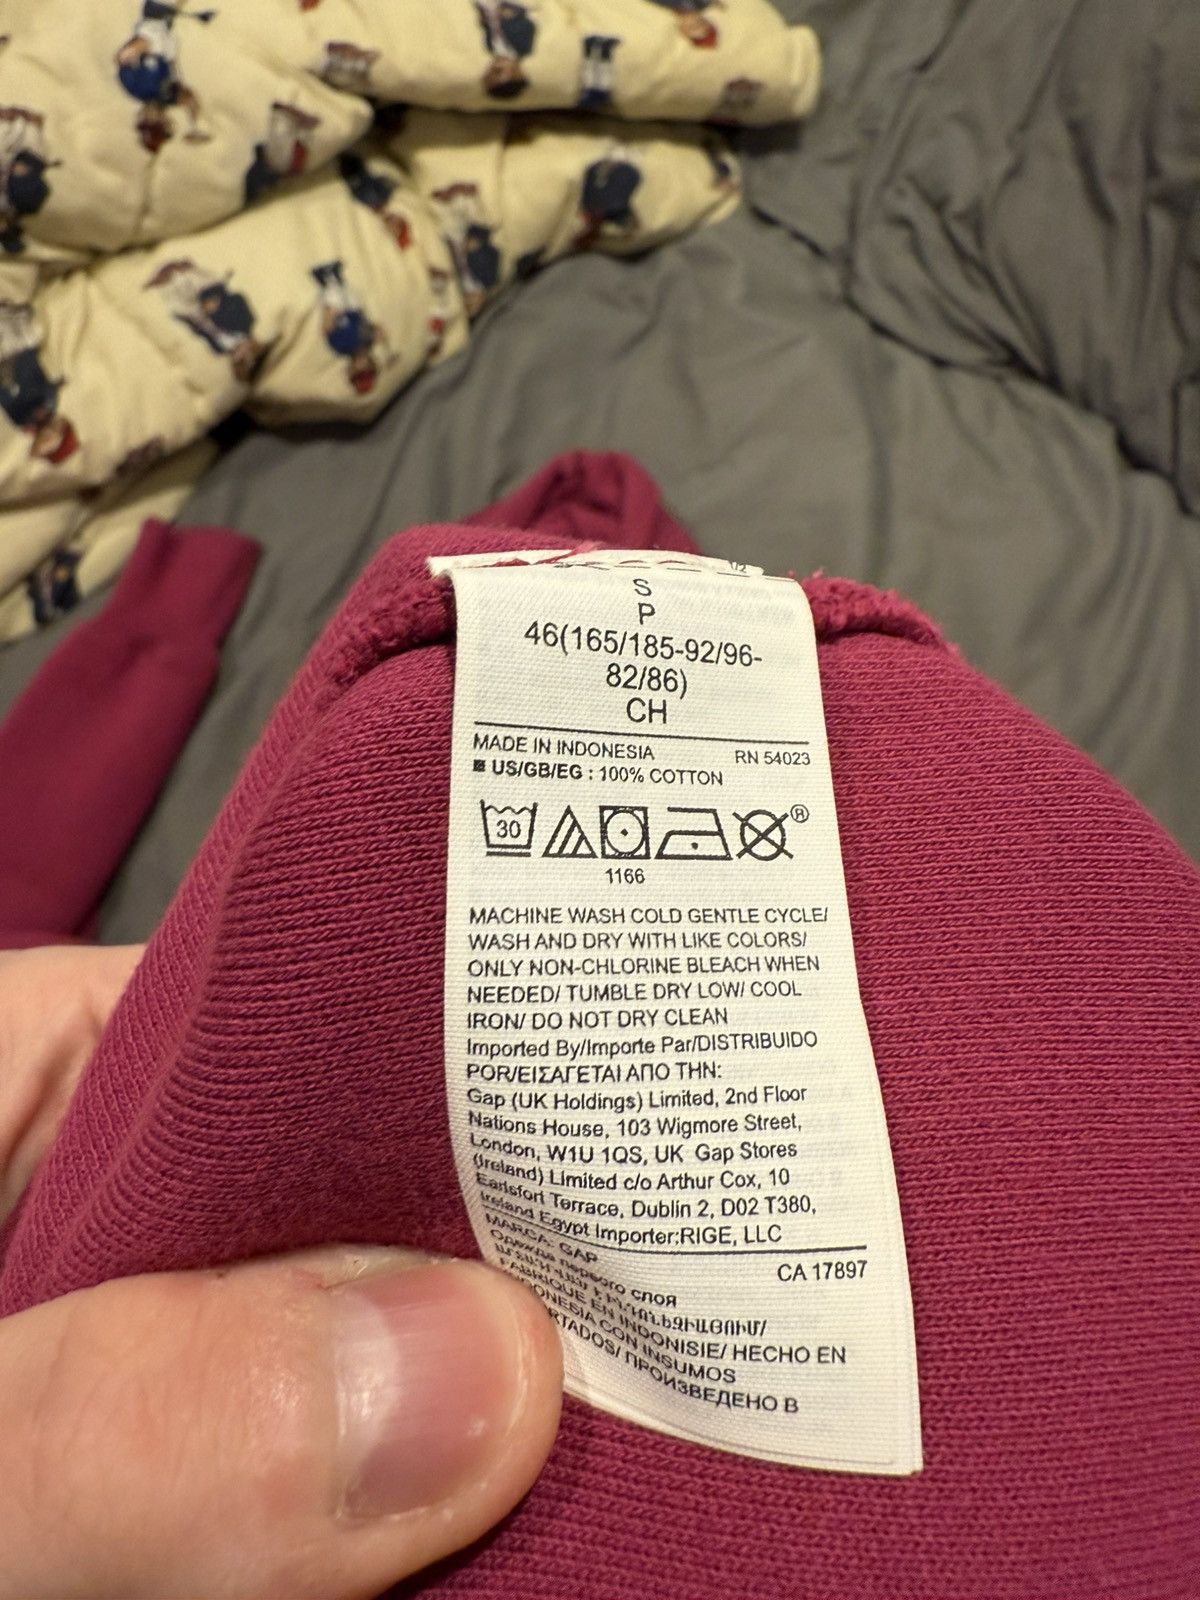 S
P
46(165/185-92/96-
82/86)
CH
MADE IN INDONESIA RN 54023
US/GB/EG : 100% COTTON
30 ®
1166
MACHINE WASH COLD GENTLE CYCLE/
WASH AND DRY WITH LIKE COLORS/
ONLY NON-CHLORINE BLEACH WHEN
NEEDED/ TUMBLE DRY LOW/ COOL
IRON/ DO NOT DRY CLEAN
Imported By/Importe Par/DISTRIBUIDO
POR/ΕΙΣΑΓΕΤΑΙ ΑΠΟ ΤΗΝ:
Gap (UK Holdings) Limited, 2nd Floor
Nations House, 103 Wigmore Street,
London, W1U 1QS, UK Gap Stores
(Ireland) Limited c/o Arthur Cox, 10
Earlsfort Terrace, Dublin 2, D02 T380,
Ireland Egypt Importer:RIGE, LLC
CA 17897
MARCA: GAP
Одежда первого слоя
FABRIQUE EN INDONISIE/ HECHO EN
INDONESIA CON INSUMOS
ПРОИЗВЕДЕНО В